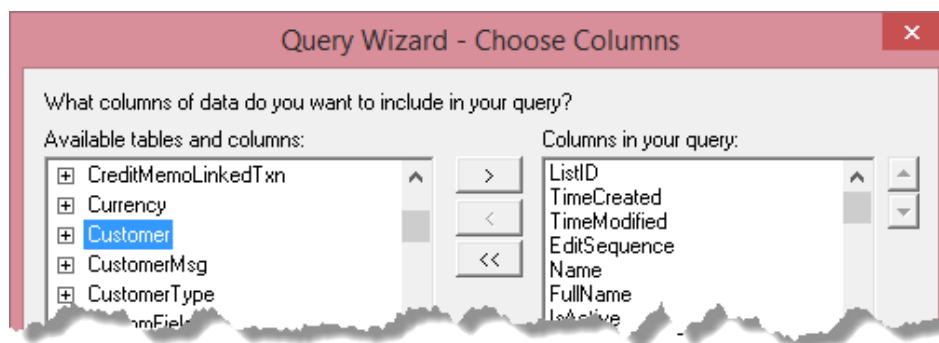 Query Wizard - Choose Columns
What columns of data do you want to include in your query?
Available tables and columns:
Columns in your query:
CreditMemoLinkedTxn
Currency
Customer
CustomerMsg
CustomerType
>
<
<<
ListID
TimeCreated
TimeModified
EditSequence
Name
FullName
IsActive